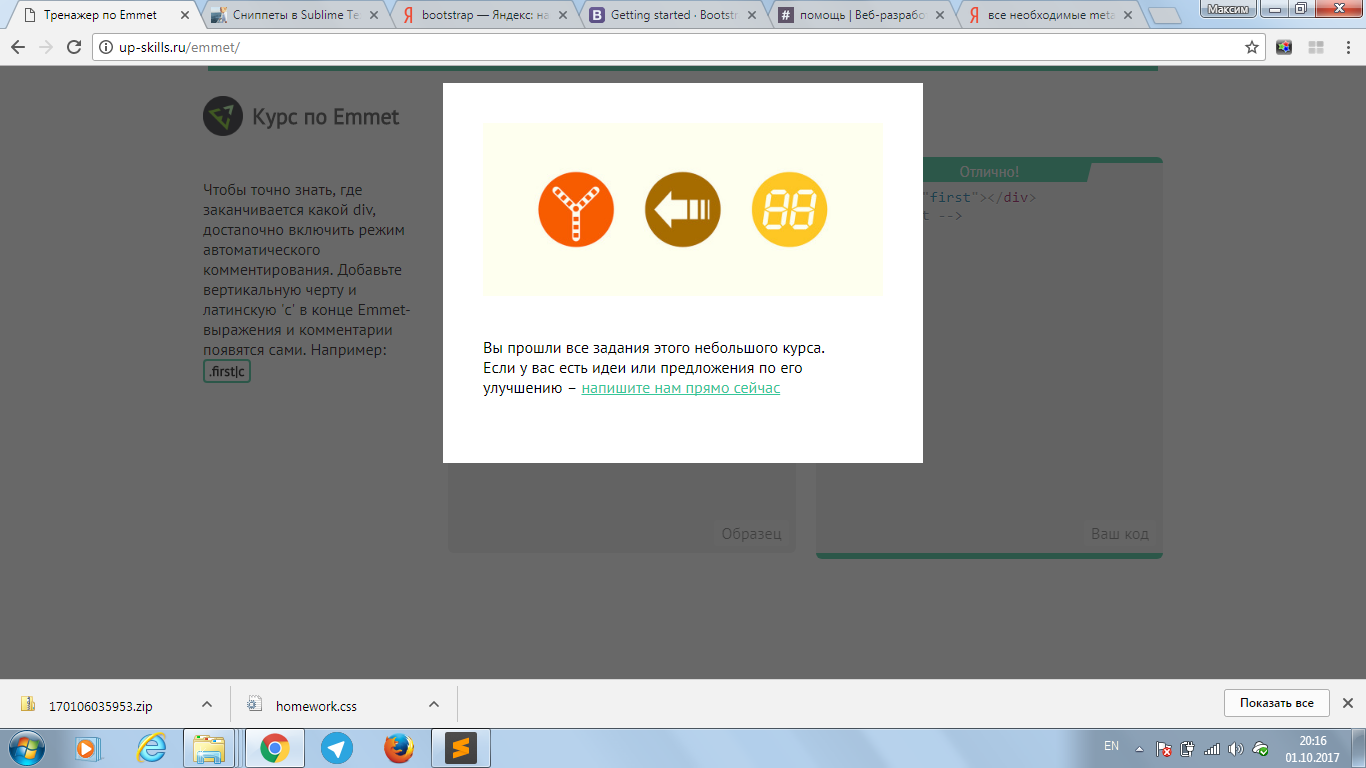 Тренажер по Emmet
Сниппеты в Sublime Te
bootstrap — Яндекс: на
Getting started · Bootst
помощь | Веб-разрабо
все необходимые meta
Максим
up-skills.ru/emmet/
Курс по Emmet
Чтобы точно знать, где
заканчивается какой div,
достаnочно включить режим
автоматического
комментирования. Добавьте
вертикальную черту и
латинскую 'c' в конце Emmet-
выражения и комментарии
появятся сами. Например:
.first|c
Вы прошли все задания этого небольшого курса.
Если у вас есть идеи или предложения по его
улучшению – напишите нам прямо сейчас
Отлично!
"first"></div>
t -->
Образец
Ваш код
170106035953.zip
homework.css
Показать все
EN
20:16
01.10.2017